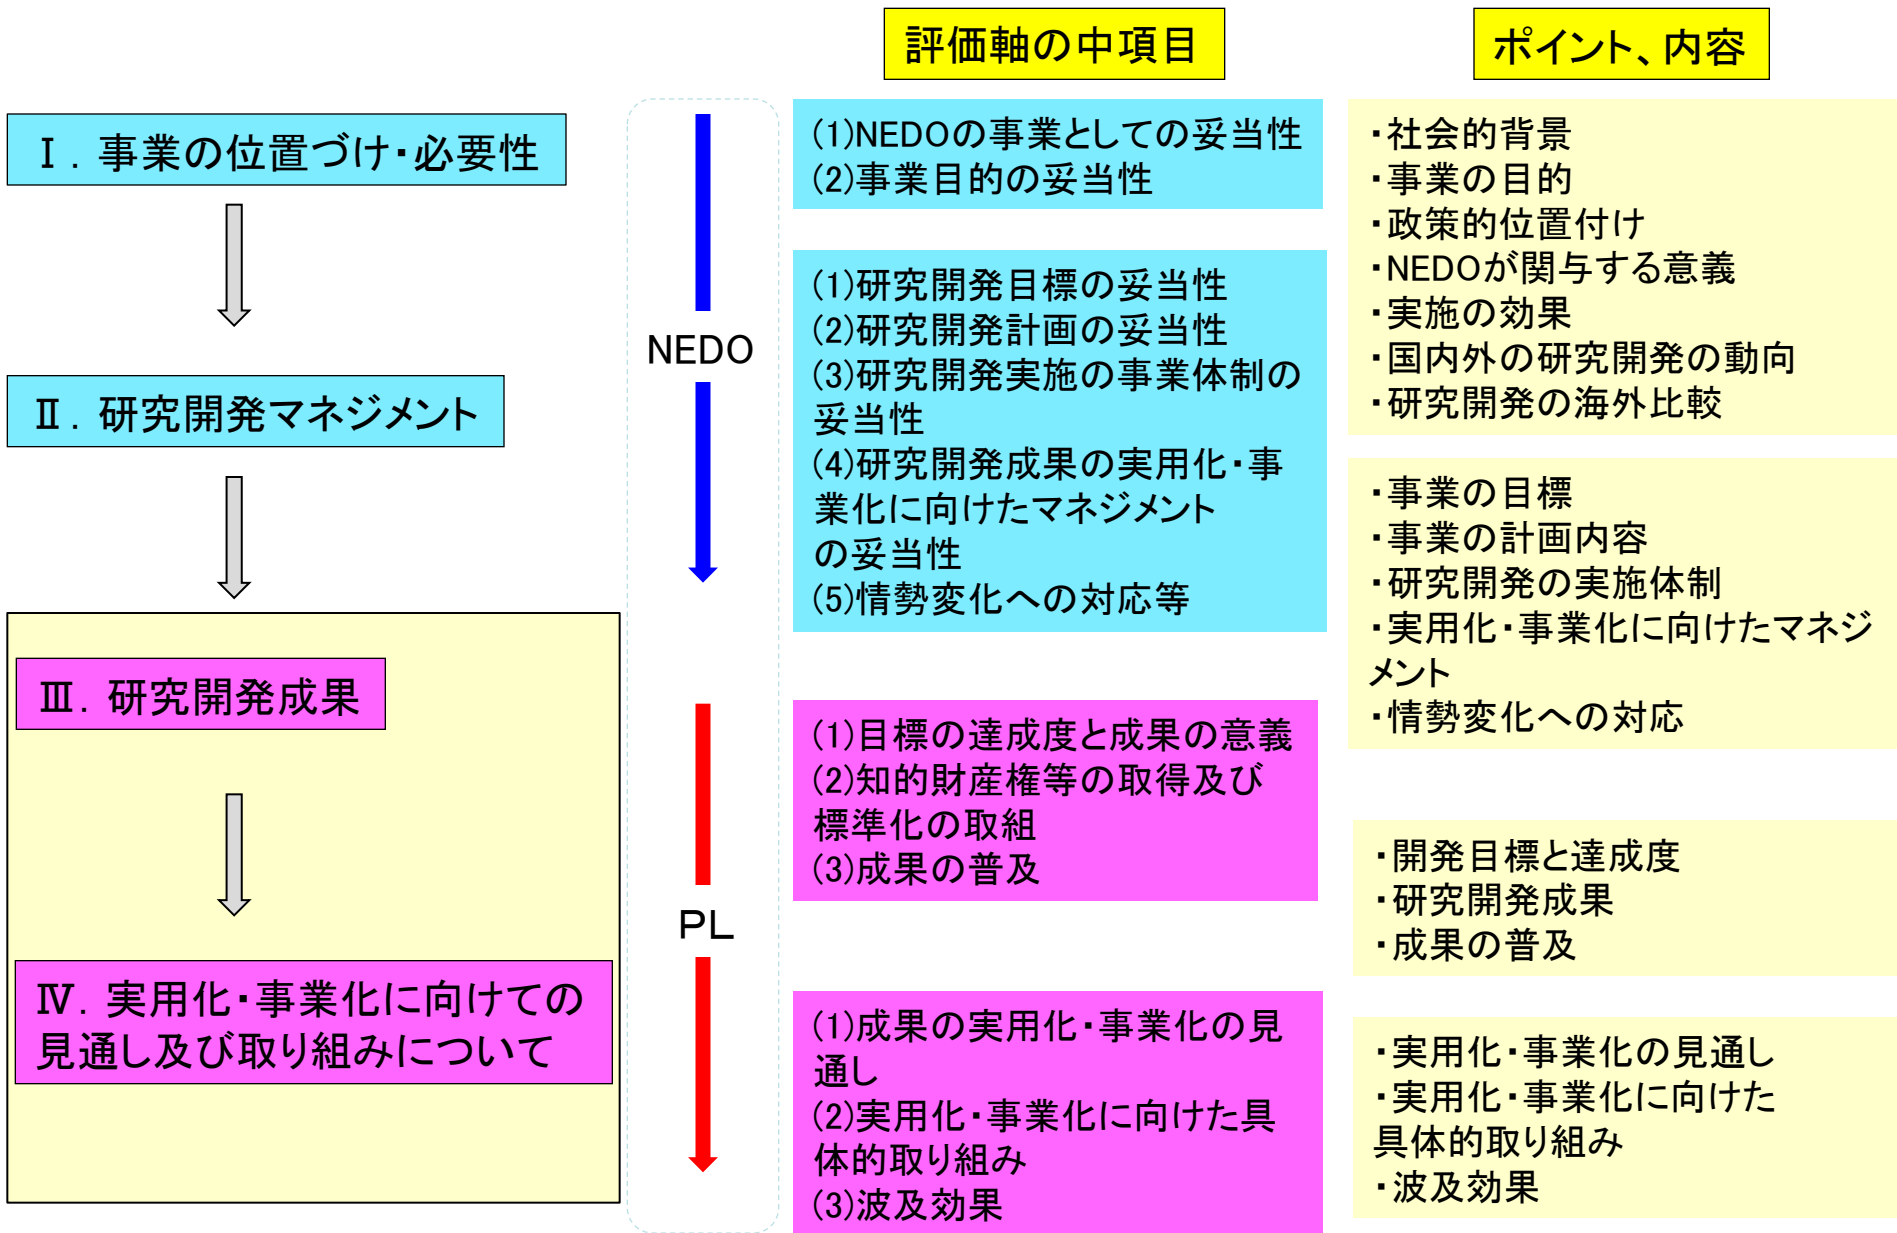 評価軸の中項目
ポイント、内容
Ⅰ．事業の位置づけ・必要性
Ⅱ．研究開発マネジメント
Ⅲ．研究開発成果
Ⅳ．実用化・事業化に向けての
見通し及び取り組みについて
NEDO
PL
(1)NEDOの事業としての妥当性
(2)事業目的の妥当性
(1)研究開発目標の妥当性
(2)研究開発計画の妥当性
(3)研究開発実施の事業体制の
妥当性
(4)研究開発成果の実用化・事
業化に向けたマネジメント
の妥当性
(5)情勢変化への対応等
(1)目標の達成度と成果の意義
(2)知的財産権等の取得及び
標準化の取組
(3)成果の普及
(1)成果の実用化・事業化の見
通し
(2)実用化・事業化に向けた具
体的取り組み
(3)波及効果
・社会的背景
・事業の目的
・政策的位置付け
・NEDOが関与する意義
・実施の効果
・国内外の研究開発の動向
・研究開発の海外比較
・事業の目標
・事業の計画内容
・研究開発の実施体制
・実用化・事業化に向けたマネジ
メント
・情勢変化への対応
・開発目標と達成度
・研究開発成果
・成果の普及
・実用化・事業化の見通し
・実用化・事業化に向けた
具体的取り組み
・波及効果